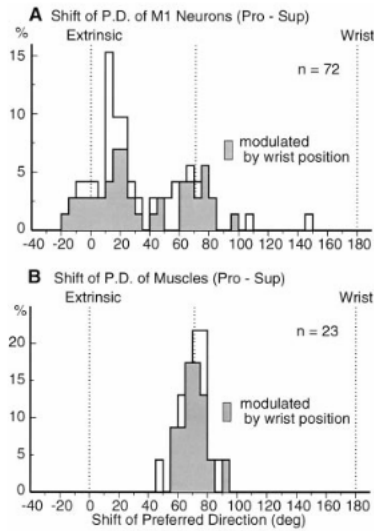 A Shift of P.D. of M1 Neurons (Pro - Sup)
% Extrinsic Wrist
15
n = 72
10
modulated
by wrist position
5
0
-40 -20 0 20 40 60 80 100 120 140 160 180
B Shift of P.D. of Muscles (Pro - Sup)
% Extrinsic Wrist
20
n = 23
15
modulated
by wrist position
10
5
0
-40 -20 0 20 40 60 80 100 120 140 160 180
Shift of Preferred Direction (deg)